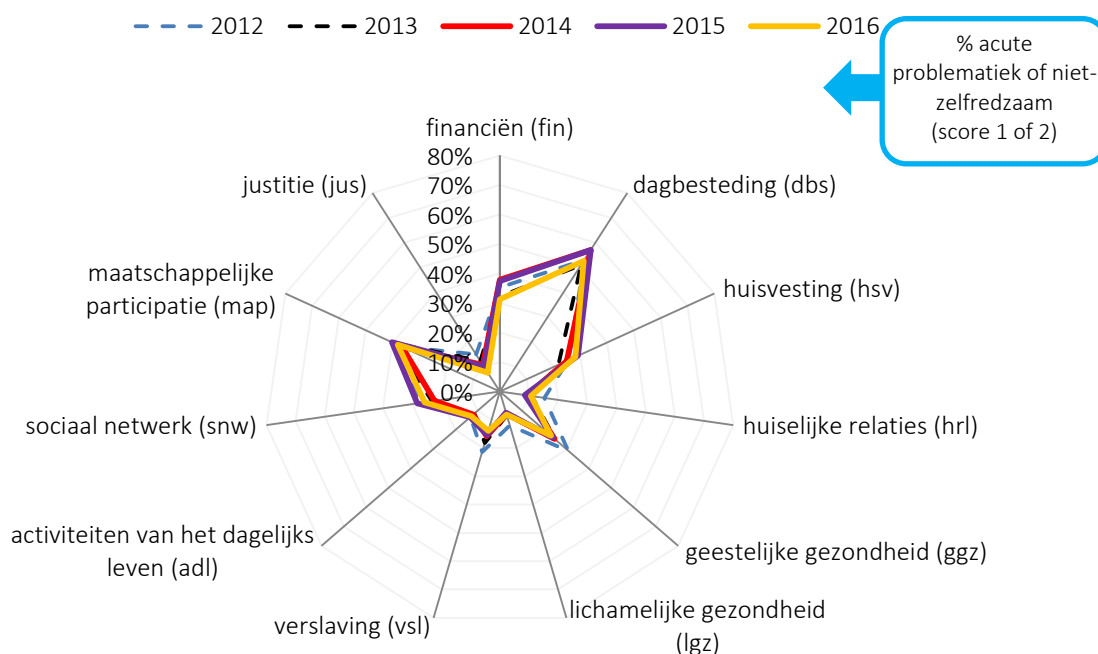 2012 2013 2014 2015 2016
% acute
problematiek of niet-
zelfredzaam
(score 1 of 2)
financiën (fin)
80%
70%
60%
50%
40%
30%
20%
10%
0%
justitie (jus)
dagbesteding (dbs)
maatschappelijke
participatie (map)
huisvesting (hsv)
sociaal netwerk (snw)
huiselijke relaties (hrl)
activiteiten van het dagelijks
leven (adl)
geestelijke gezondheid (ggz)
verslaving (vsl)
lichamelijke gezondheid
(lgz)